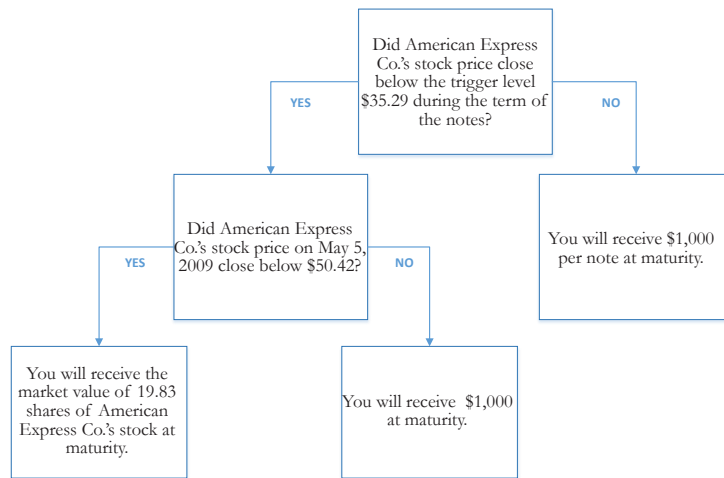 Did American Express
Co.'s stock price close
below the trigger level
$35.29 during the term of
the notes?
YES
NO
Did American Express
Co.'s stock price on May 5,
2009 close below $50.42?
You will receive $1,000
per note at maturity.
YES
NO
You will receive the
market value of 19.83
shares of American
Express Co.'s stock at
maturity.
You will receive $1,000
at maturity.